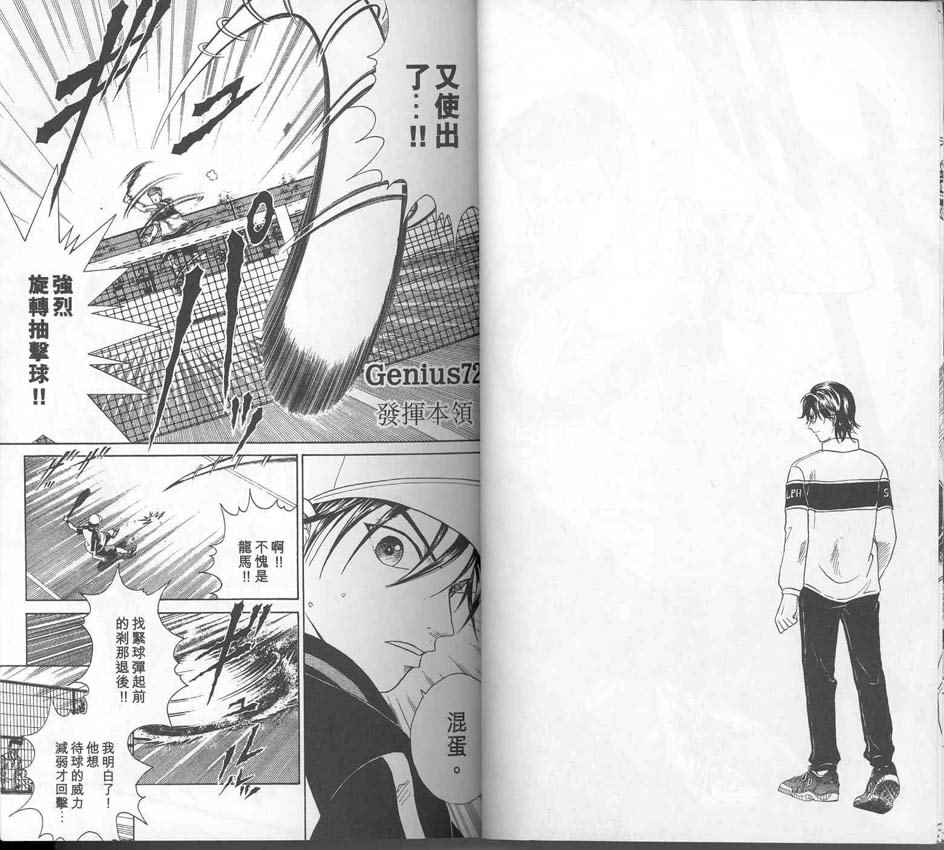 又使出
了…!!
強烈
旋轉抽擊球!!
Genius72
發揮本領
啊!!
不愧是
龍馬!!
找緊球彈起前
的剎那退後!!
我明白了!
他想
待球的威力
減弱才回擊…
混蛋。
LPH
S